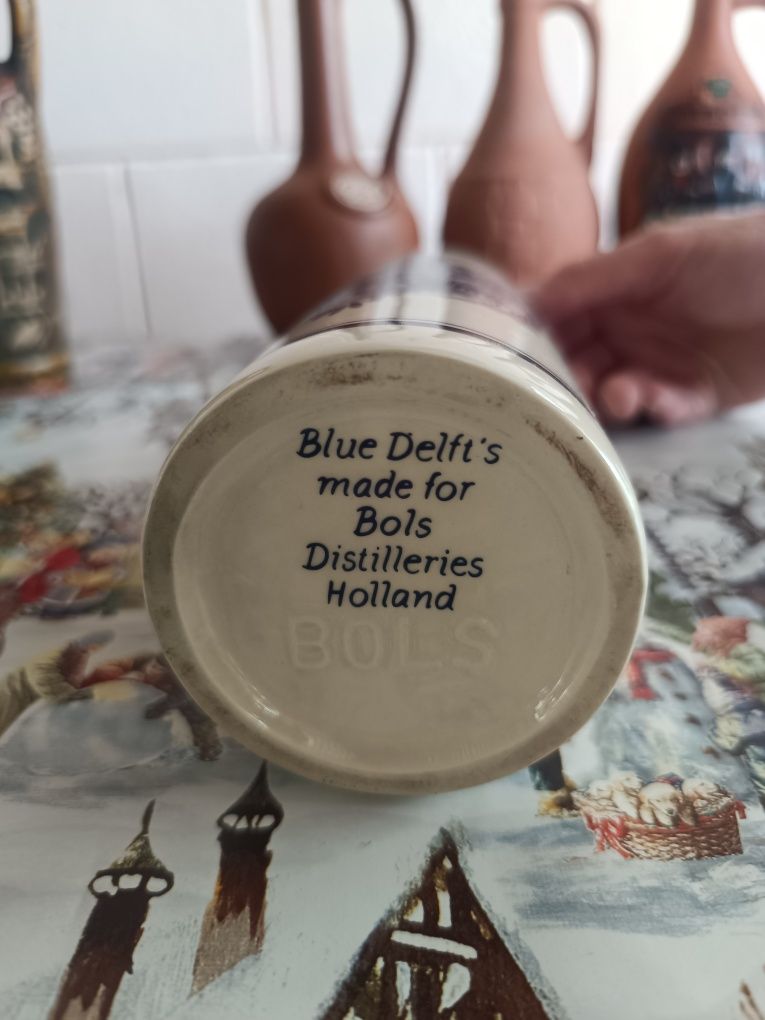 Blue Delft's
made for
Bols
Distilleries
Holland
BOLS